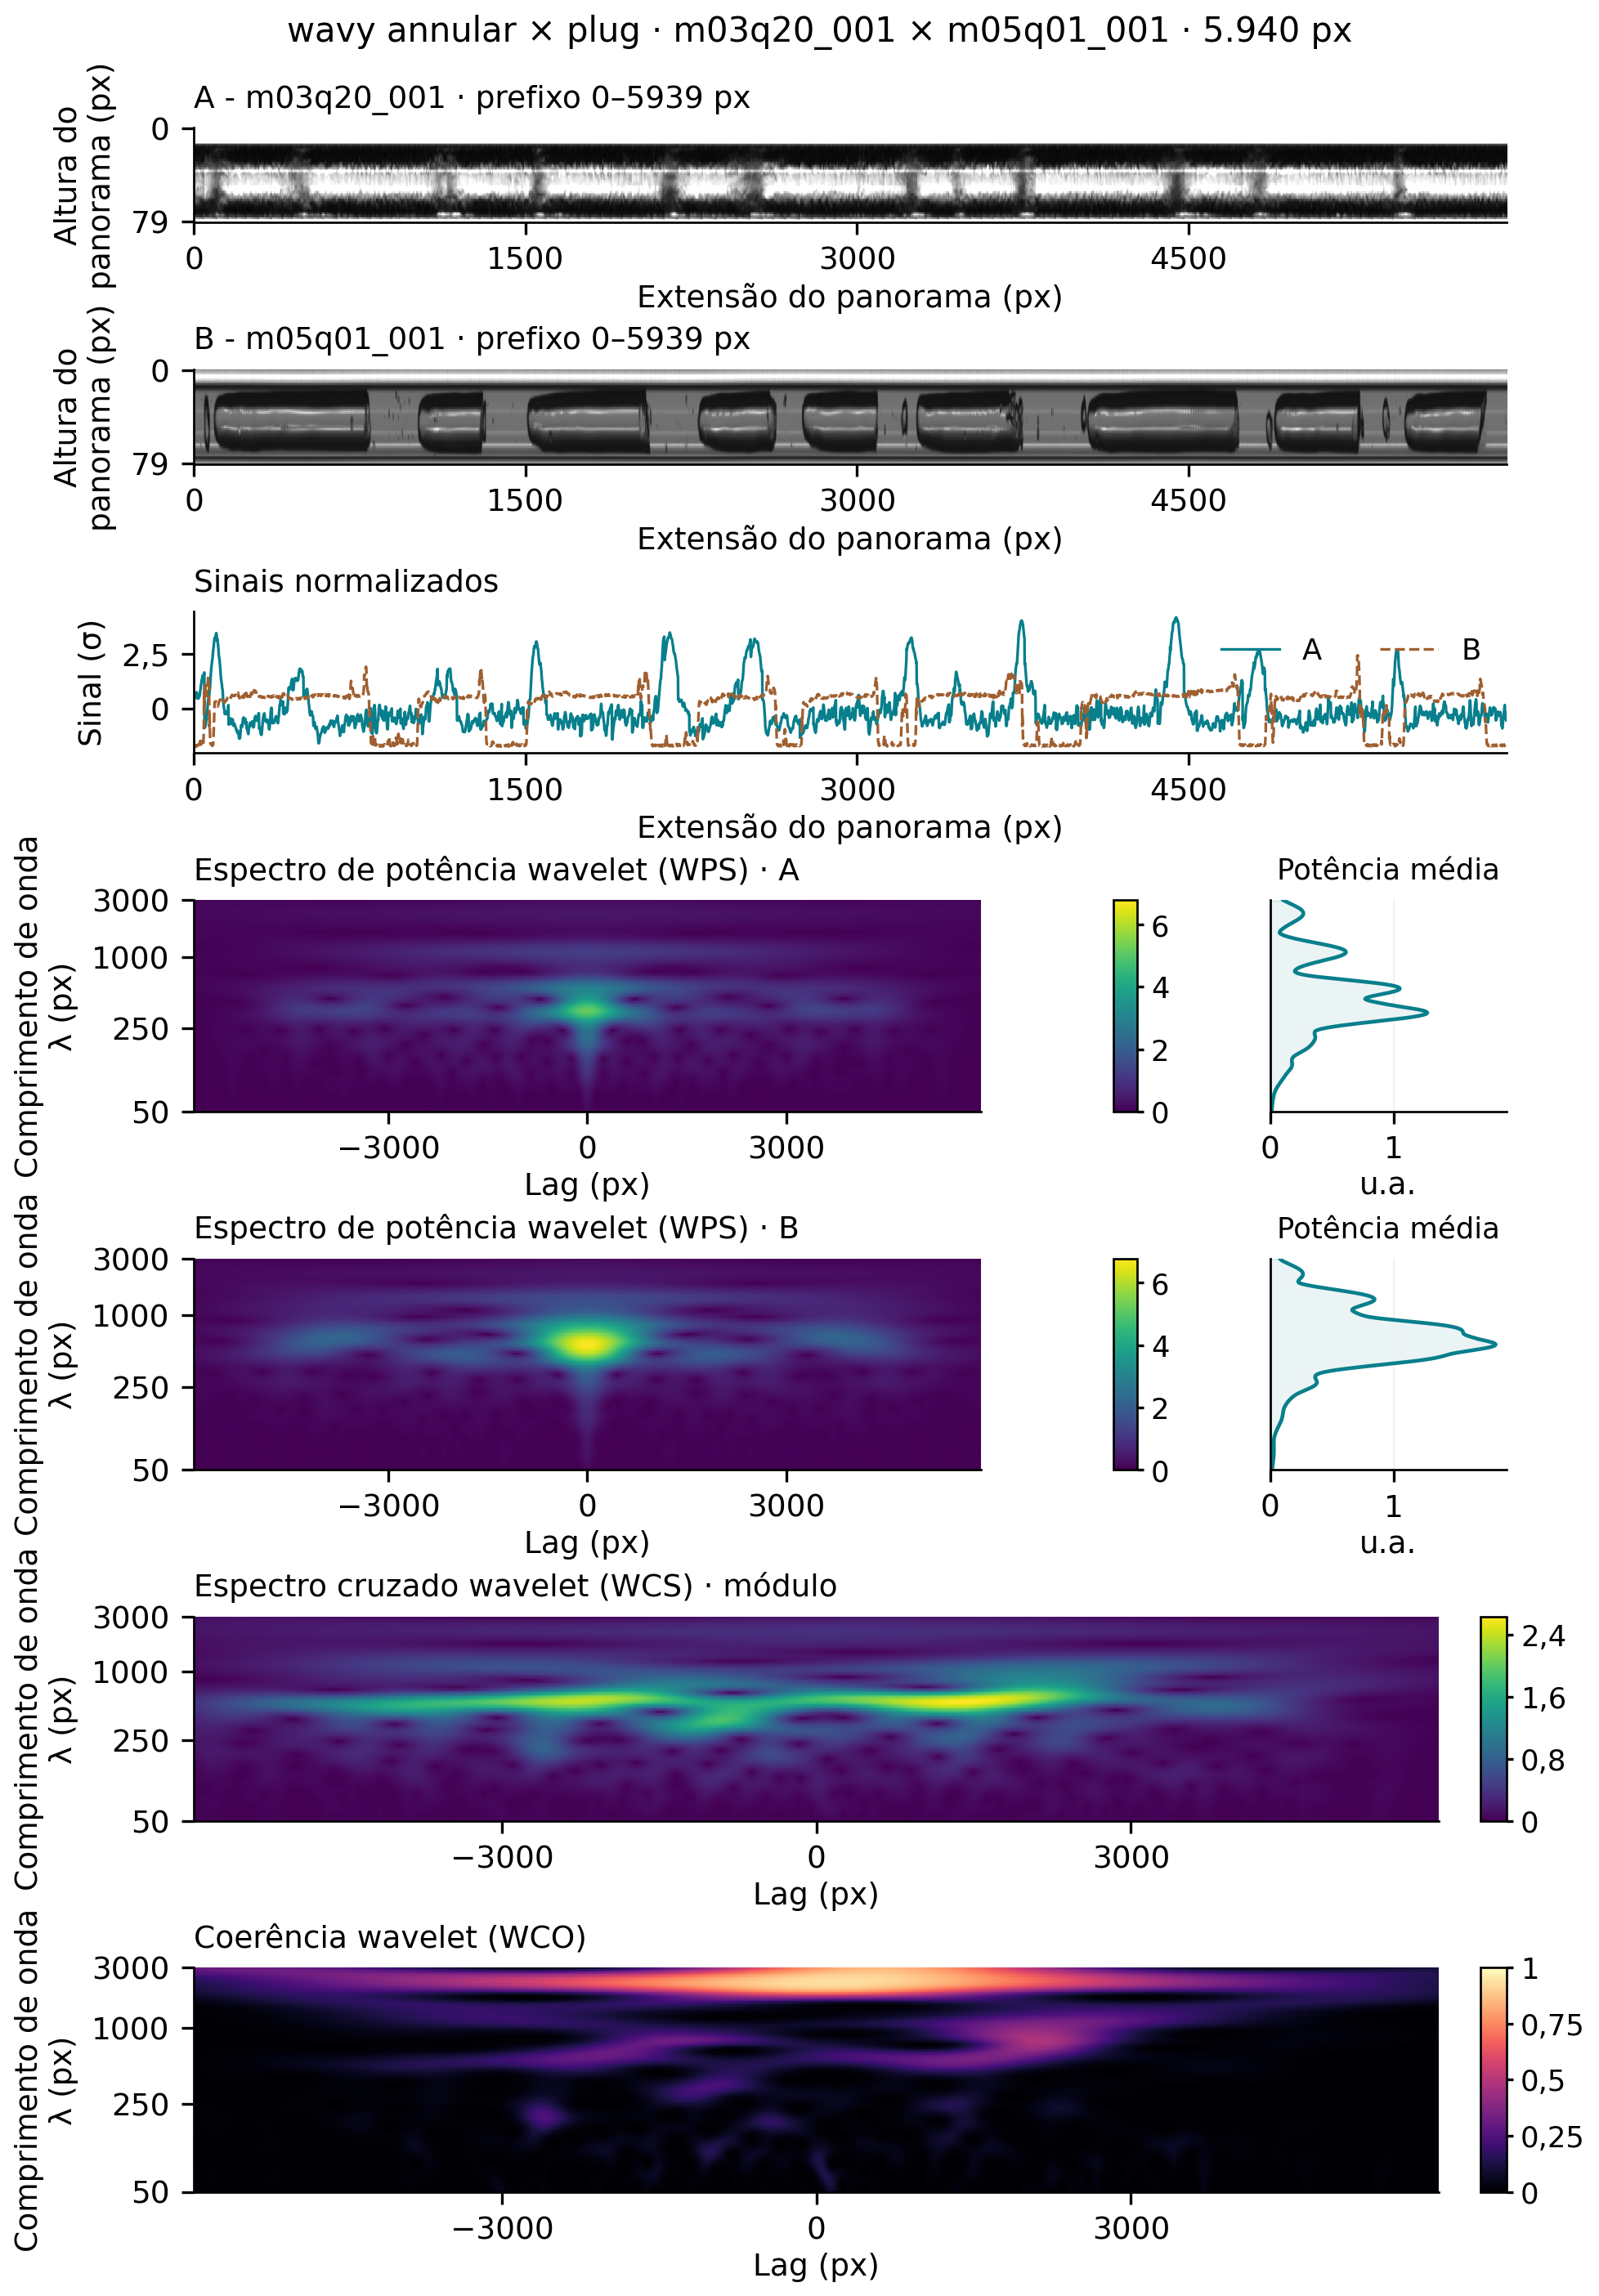 wavy annular × plug · m03q20_001 × m05q01_001 · 5.940 px
A - m03q20_001 · prefixo 0–5939 px
Altura do
panorama (px)
0
79
0 1500 3000 4500
Extensão do panorama (px)
B - m05q01_001 · prefixo 0–5939 px
Altura do
panorama (px)
0
79
0 1500 3000 4500
Extensão do panorama (px)
Sinais normalizados
Sinal (σ)
2,5
0
A B
0 1500 3000 4500
Extensão do panorama (px)
Espectro de potência wavelet (WPS) · A
Comprimento de onda
λ (px)
3000
1000
250
50
−3000 0 3000
Lag (px)
6
4
2
0
Potência média
0 1
u.a.
Espectro de potência wavelet (WPS) · B
Comprimento de onda
λ (px)
3000
1000
250
50
−3000 0 3000
Lag (px)
6
4
2
0
Potência média
0 1
u.a.
Espectro cruzado wavelet (WCS) · módulo
Comprimento de onda
λ (px)
3000
1000
250
50
−3000 0 3000
Lag (px)
2,4
1,6
0,8
0
Coerência wavelet (WCO)
Comprimento de onda
λ (px)
3000
1000
250
50
−3000 0 3000
Lag (px)
1
0,75
0,5
0,25
0